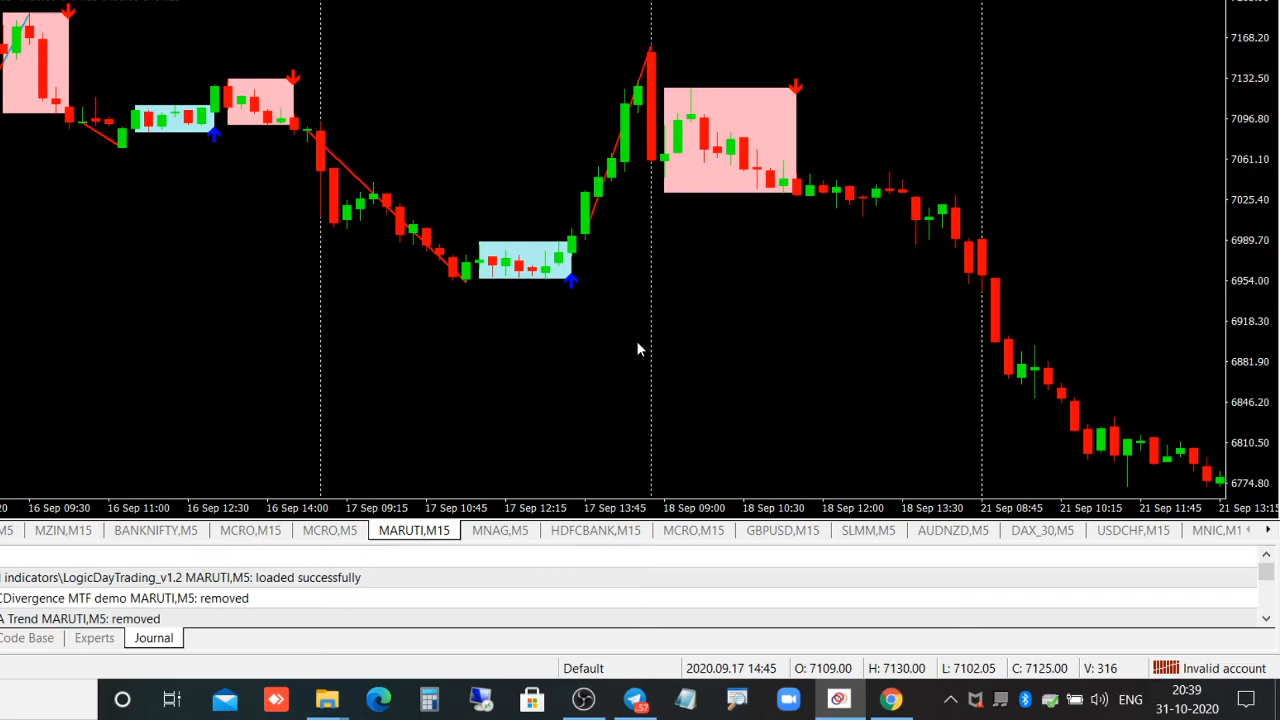 7168.20
7132.50
7096.80
7061.10
7025.40
6989.70
6954.00
6918.30
6881.90
6846.20
6810.50
6774.80
20 16 Sep 09:30 16 Sep 11:00 16 Sep 12:30 16 Sep 14:00 17 Sep 09:15 17 Sep 10:45 17 Sep 12:15 17 Sep 13:45 18 Sep 09:00 18 Sep 10:30 18 Sep 12:00 18 Sep 13:30 21 Sep 08:45 21 Sep 10:15 21 Sep 11:45 21 Sep 13:15
M5 MZIN,M15 BANKNIFTY,M5 MCRO,M15 MCRO,M5 MARUTI,M15 MNAG,M5 HDFCBANK,M15 MCRO,M15 GBPUSD,M15 SLMM,M5 AUDNZD,M5 DAX_30,M5 USDCHF,M15 MNIC,M1
indicators\LogicDayTrading_v1.2 MARUTI,M5: loaded successfully
CDivergence MTF demo MARUTI,M5: removed
A Trend MARUTI,M5: removed
Code Base Experts Journal
Default 2020.09.17 14:45 O: 7109.00 H: 7130.00 L: 7102.05 C: 7125.00 V: 316 Invalid account
57 ENG 20:39
31-10-2020